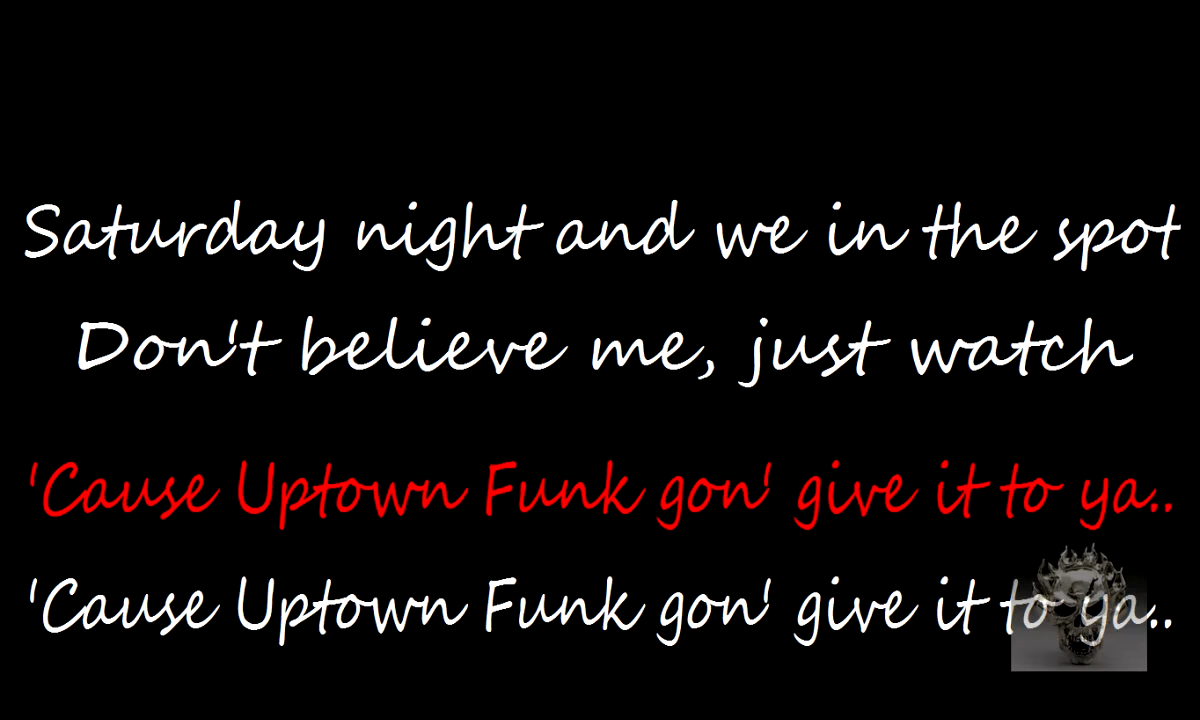 Saturday night and we in the spot
Don't believe me, just watch
'Cause Uptown Funk gon' give it to ya..
'Cause Uptown Funk gon' give it to ya..